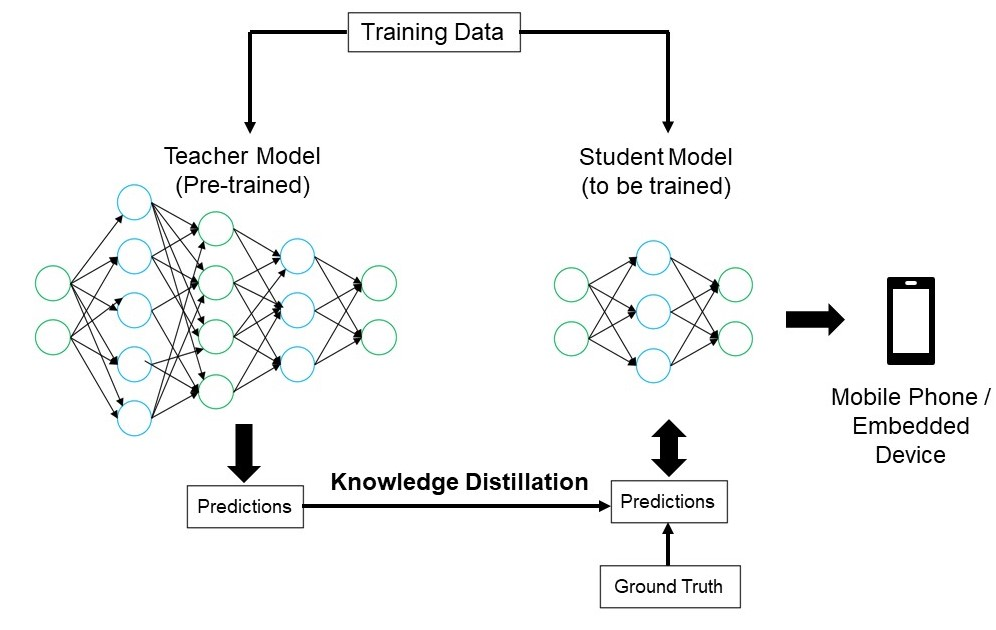 Training Data
Teacher Model
(Pre-trained)
Student Model
(to be trained)
Mobile Phone /
Embedded
Device
Knowledge Distillation
Predictions
Predictions
Ground Truth